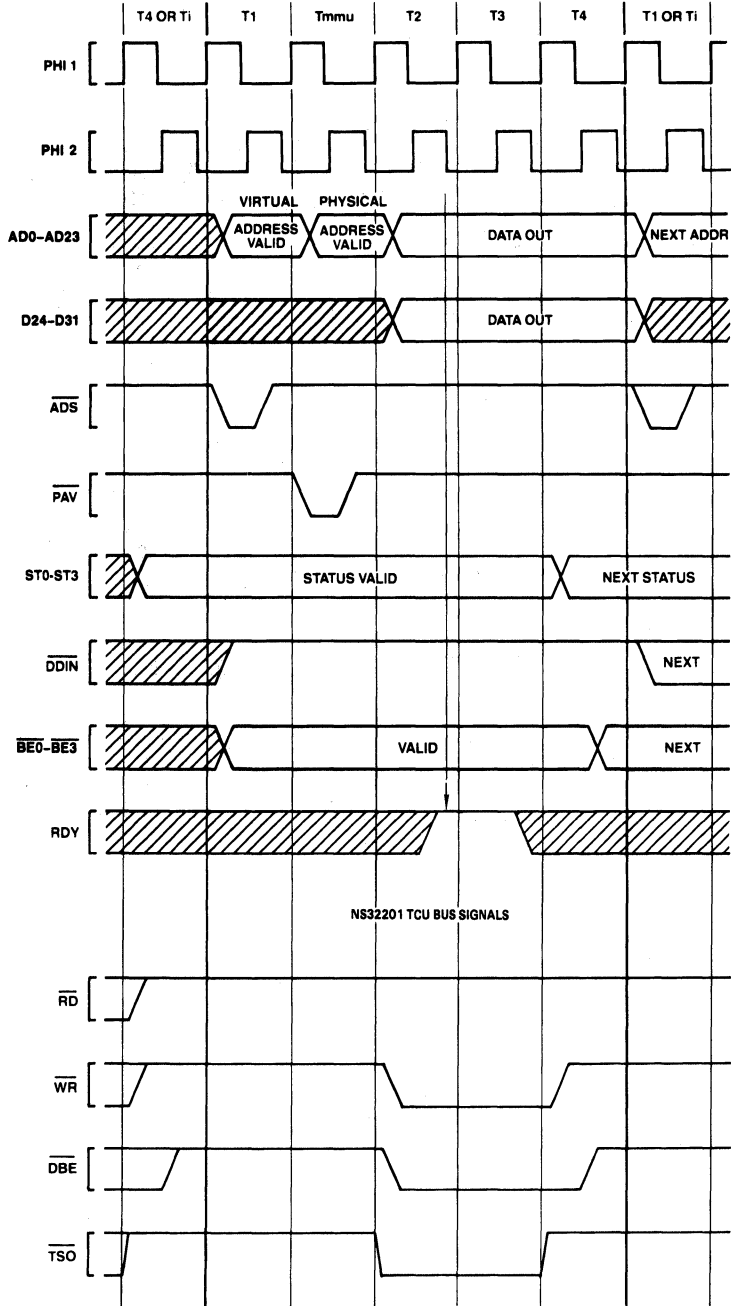 T4 OR Ti T1 Tmmu T2 T3 T4 T1 OR Ti
PHI 1
PHI 2
VIRTUAL PHYSICAL
AD0–AD23 ADDRESS VALID ADDRESS VALID DATA OUT NEXT ADDR
D24–D31 DATA OUT
ADS
PAV
ST0-ST3 STATUS VALID NEXT STATUS
DDIN NEXT
BE0–BE3 VALID NEXT
RDY
NS32201 TCU BUS SIGNALS
RD
WR
DBE
TSO